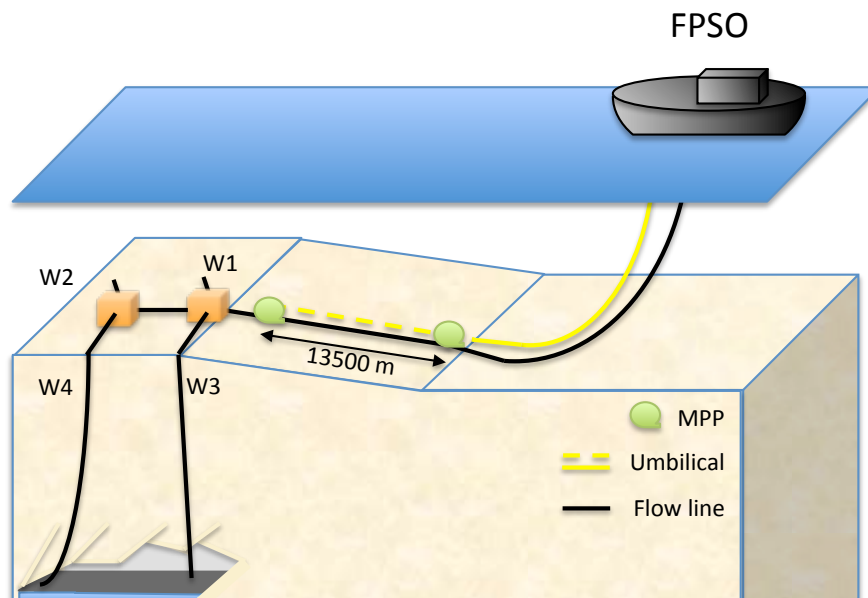 FPSO
W1
W2
13500 m
W4
W3
MPP
Umbilical
Flow line